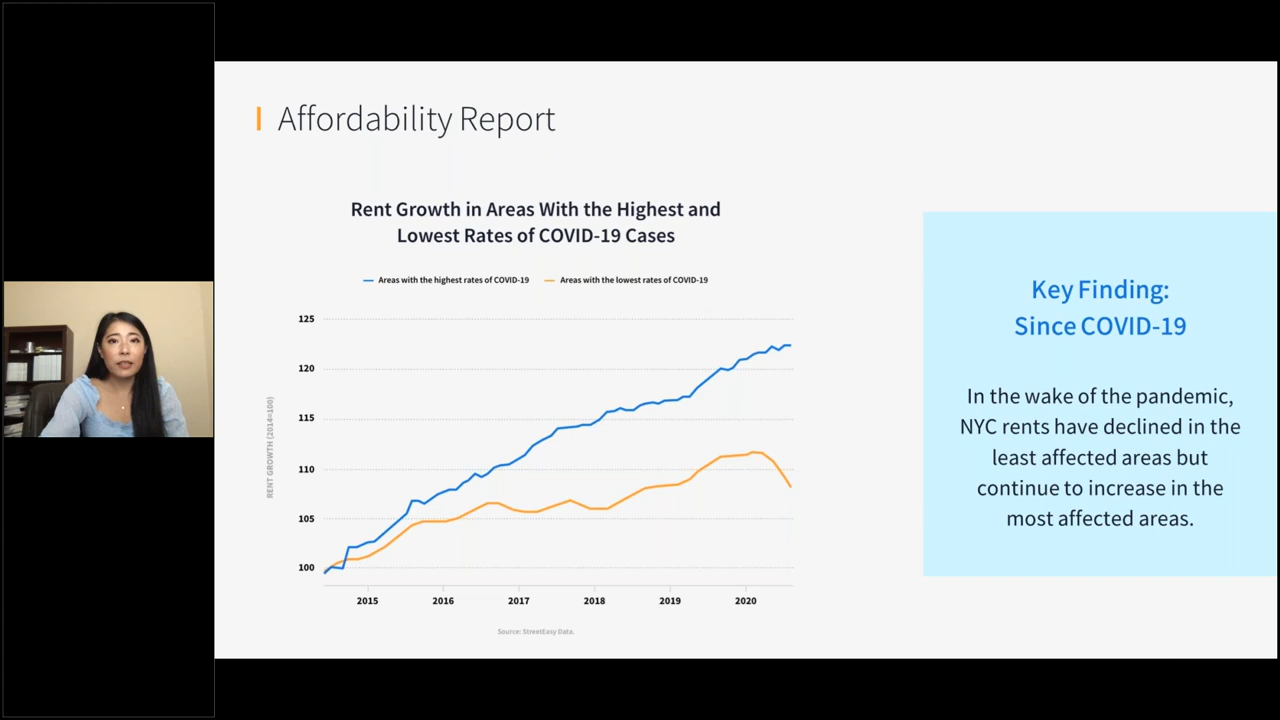 Affordability Report
Rent Growth in Areas With the Highest and
Lowest Rates of COVID-19 Cases
Areas with the highest rates of COVID-19
Areas with the lowest rates of COVID-19
125
120
115
110
105
100
RENT GROWTH (2014=100)
2015
2016
2017
2018
2019
2020
Source: StreetEasy Data.
Key Finding:
Since COVID-19
In the wake of the pandemic,
NYC rents have declined in the
least affected areas but
continue to increase in the
most affected areas.